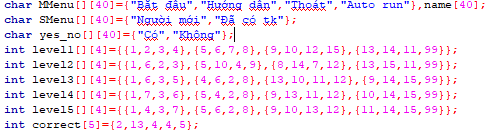 char MMenu[][40]={"Bắt đầu","Hướng dẫn","Thoát","Auto run"},name[40];
char SMenu[][40]={"Người mới","Đã có tk"};
char yes_no[][40]={"Có","Không"};
int level1[][4]={{1,2,3,4},{5,6,7,8},{9,10,12,15},{13,14,11,99}};
int level2[][4]={{1,6,2,3},{5,10,4,9},{8,14,7,12},{13,15,11,99}};
int level3[][4]={{1,6,3,5},{4,6,2,8},{13,10,11,12},{9,14,15,99}};
int level4[][4]={{1,7,3,6},{5,4,2,8},{9,13,11,12},{10,14,15,99}};
int level5[][4]={{1,4,3,7},{5,6,2,8},{9,10,13,12},{11,14,15,99}};
int correct[5]={2,13,4,4,5};